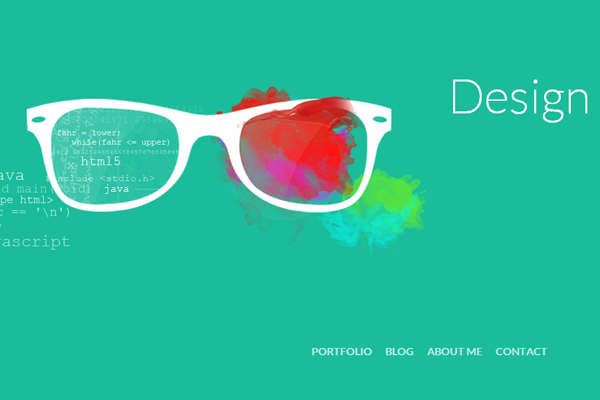 Design
fahr = lower;
while(fahr <= upper)
html5
#include <stdio.h>
java
ava
d main(void)
pe html>
c == '\n')
vascript
PORTFOLIO BLOG ABOUT ME CONTACT